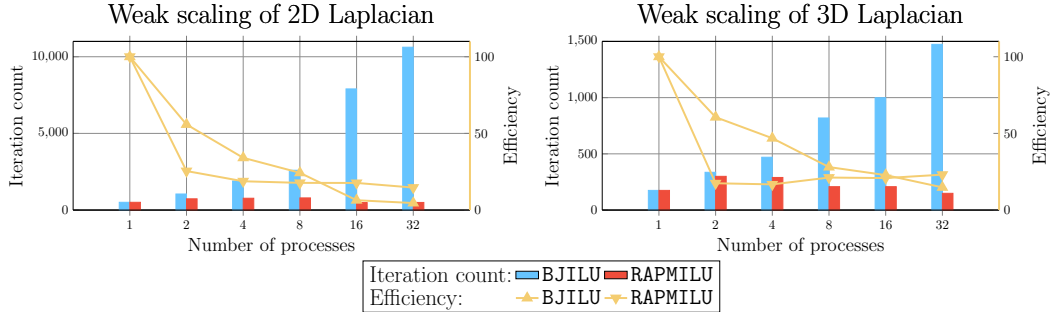 Weak scaling of 2D Laplacian
10,000
5,000
0
100
50
0
Iteration count
Efficiency
1 2 4 8 16 32
Number of processes
Weak scaling of 3D Laplacian
1,500
1,000
500
0
100
50
0
Iteration count
Efficiency
1 2 4 8 16 32
Number of processes
Iteration count: BJILU RAPMILU
Efficiency: BJILU RAPMILU